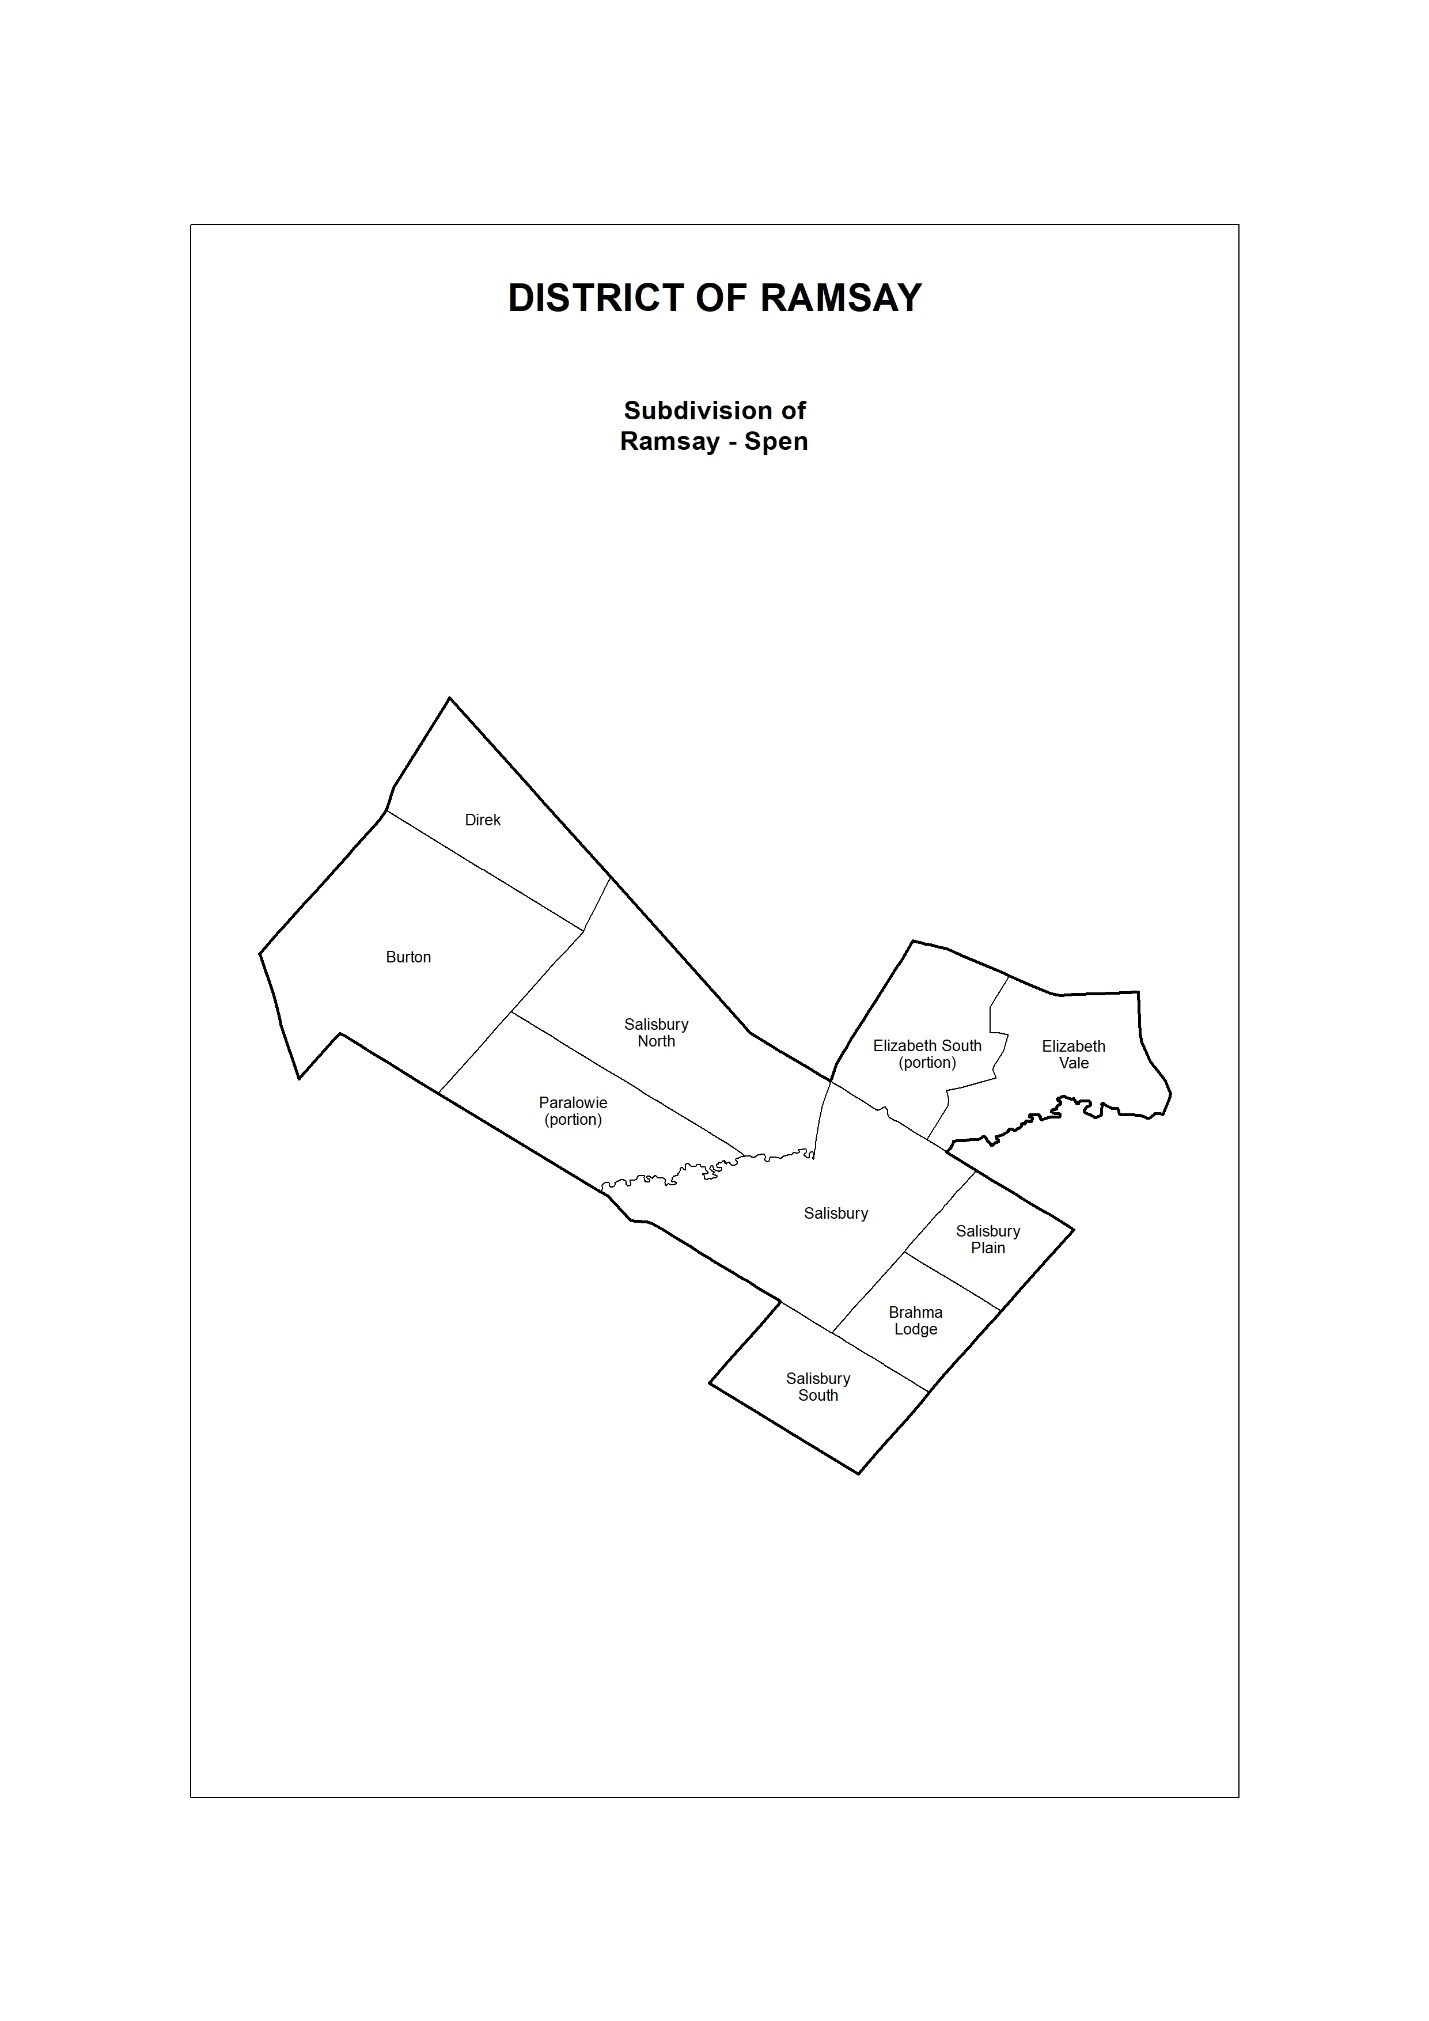 DISTRICT OF RAMSAY
Subdivision of
Ramsay - Spen
Direk
Burton
Salisbury
North
Elizabeth South
(portion)
Elizabeth
Vale
Paralowie
(portion)
Salisbury
Salisbury
Plain
Brahma
Lodge
Salisbury
South